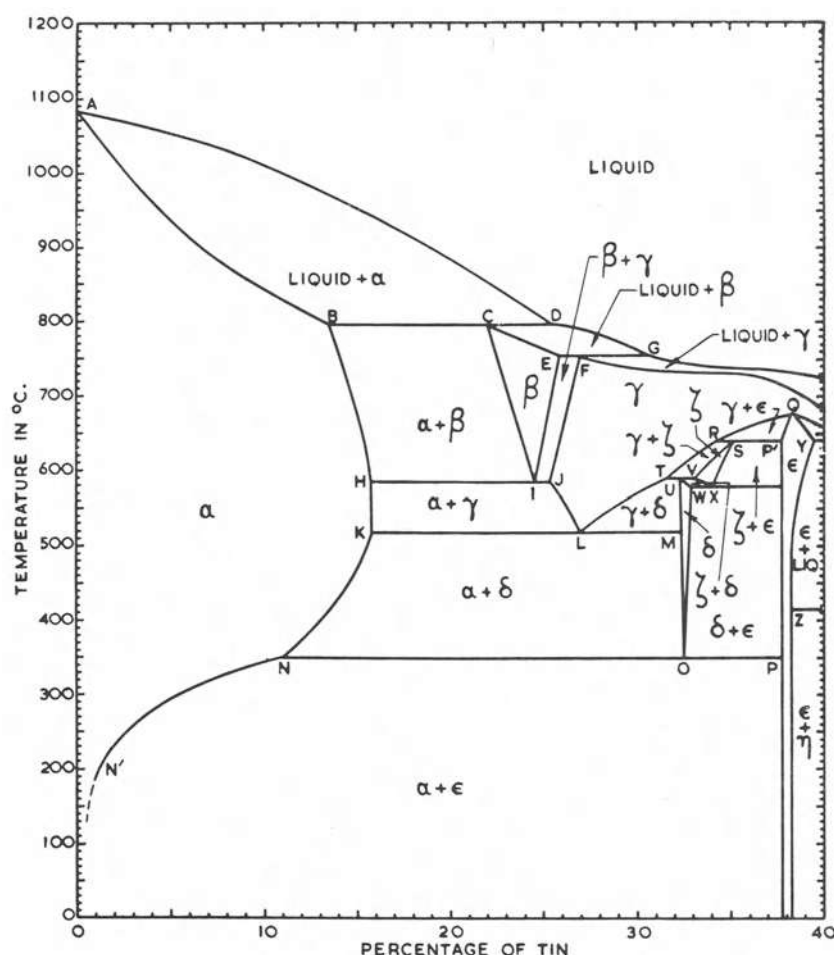 1200
1100
1000
900
800
700
600
500
400
300
200
100
0
TEMPERATURE IN °C.
A
LIQUID
β+γ
LIQUID+α
LIQUID+β
B C D
LIQUID+γ
G
E F
β
γ
ζ γ+ε Q
α+β
γ+ζ R S P' Y
ε
H I J T V
U W X
α
α+γ
γ+δ
ζ+ε
K L M
δ
ε+LIQ
α+δ
ζ+δ
δ+ε
Z
N O P
ε+η
N'
α+ε
0 10 20 30 40
PERCENTAGE OF TIN